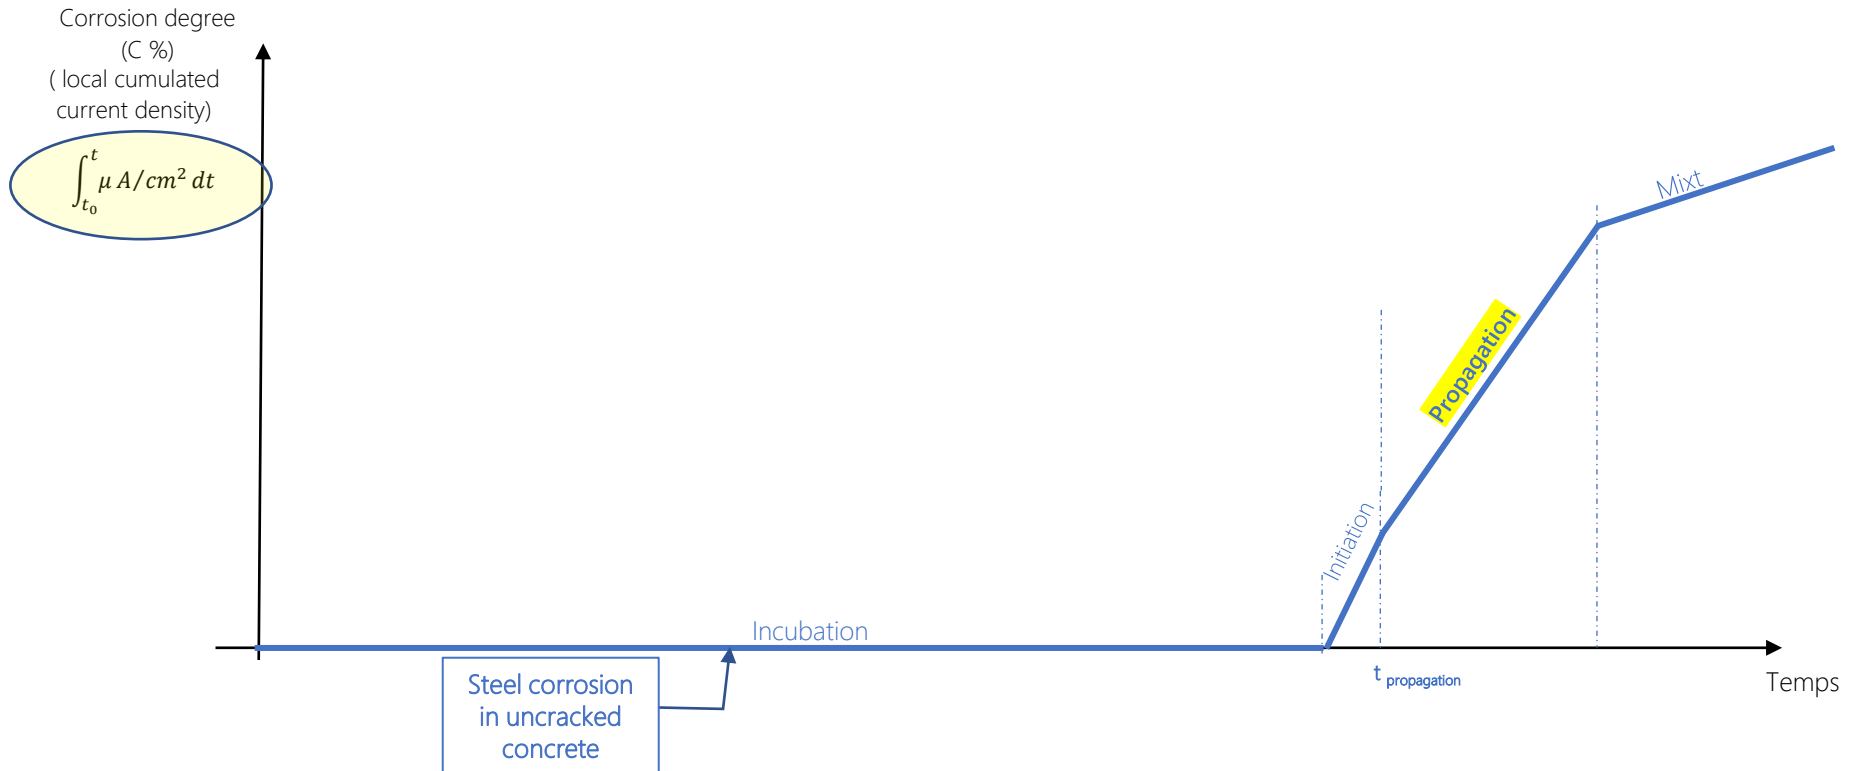 Corrosion degree
(C %)
( local cumulated
current density)
∫ₜ₀ᵗ μ A/cm² dt
Mixt
Propagation
Initiation
Incubation
t propagation
Temps
Steel corrosion
in uncracked
concrete